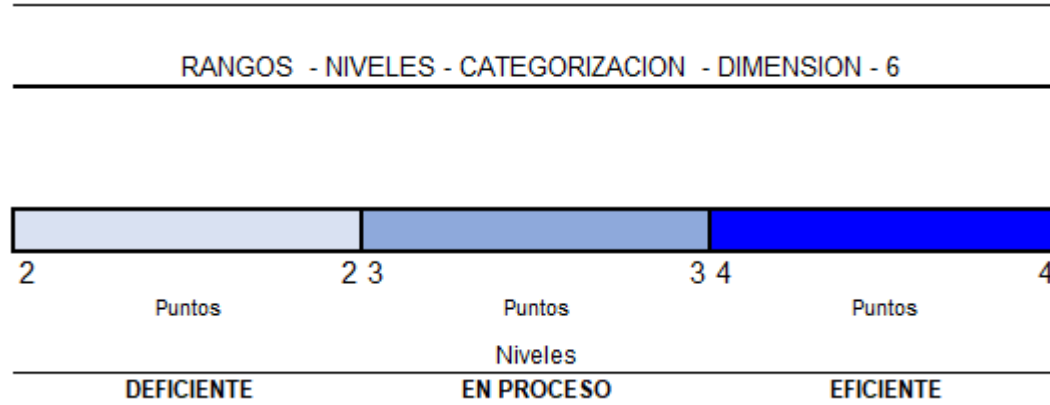 RANGOS - NIVELES - CATEGORIZACION - DIMENSION - 6
2 2 3 3 4 4
Puntos Puntos Puntos
Niveles
DEFICIENTE EN PROCESO EFICIENTE